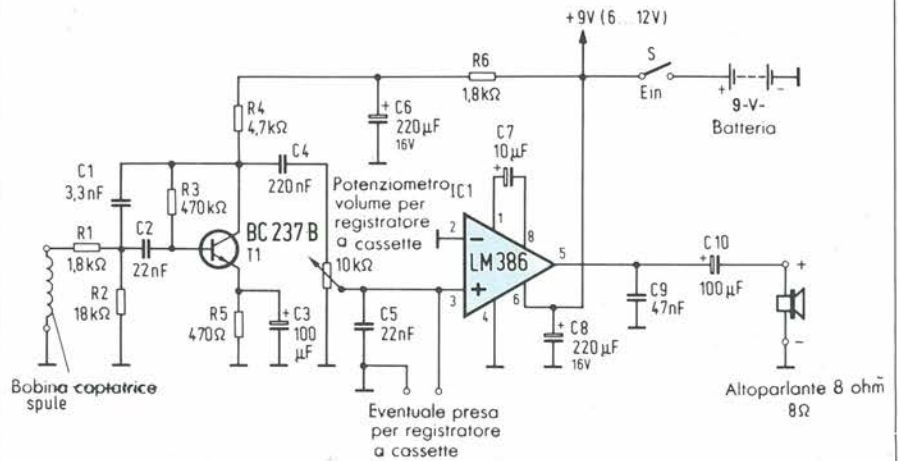 +9V (6...12V)
S
Ein
+ -
9-V-
Batteria
R6
1,8kΩ
R4
4,7kΩ
+ C6
220µF
16V
C7
+ 10µF
C4
220nF
C1
3,3nF
R3
470kΩ
Potenziometro
volume per
registratore
a cassette
IC1
1
8
2
-
LM386
5
3
+
4
6
R1
1,8kΩ
C2
22nF
BC 237 B
T1
10kΩ
R2
18kΩ
R5
470Ω
+ C3
100
µF
C5
22nF
+ C8
220µF
16V
C9
47nF
C10
+
100µF
+
-
Bobina captatrice
spule
Eventuale presa
per registratore
a cassette
Altoparlante 8 ohm
8Ω